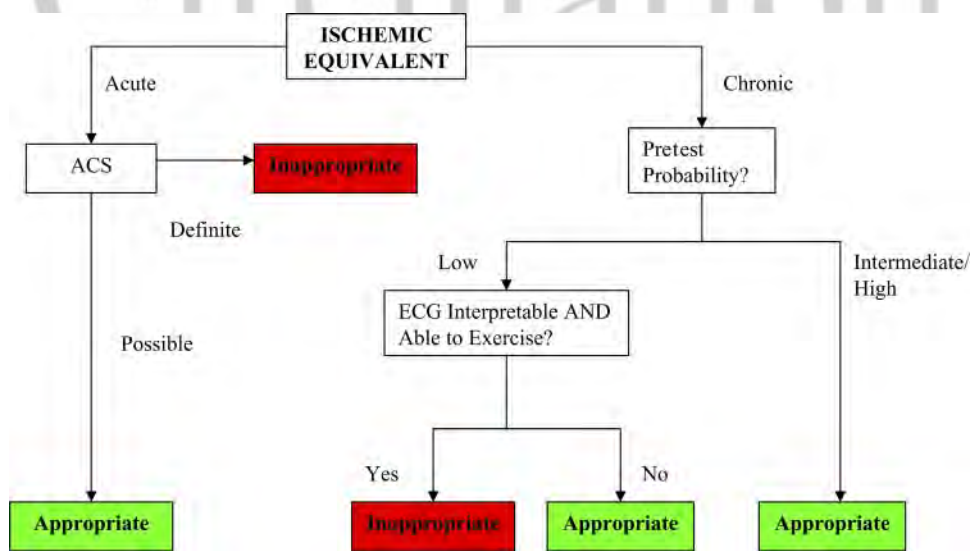 ISCHEMIC
EQUIVALENT
Acute
Chronic
ACS
Inappropriate
Pretest
Probability?
Definite
Low
Intermediate/
High
ECG Interpretable AND
Able to Exercise?
Possible
Yes
No
Appropriate
Inappropriate
Appropriate
Appropriate